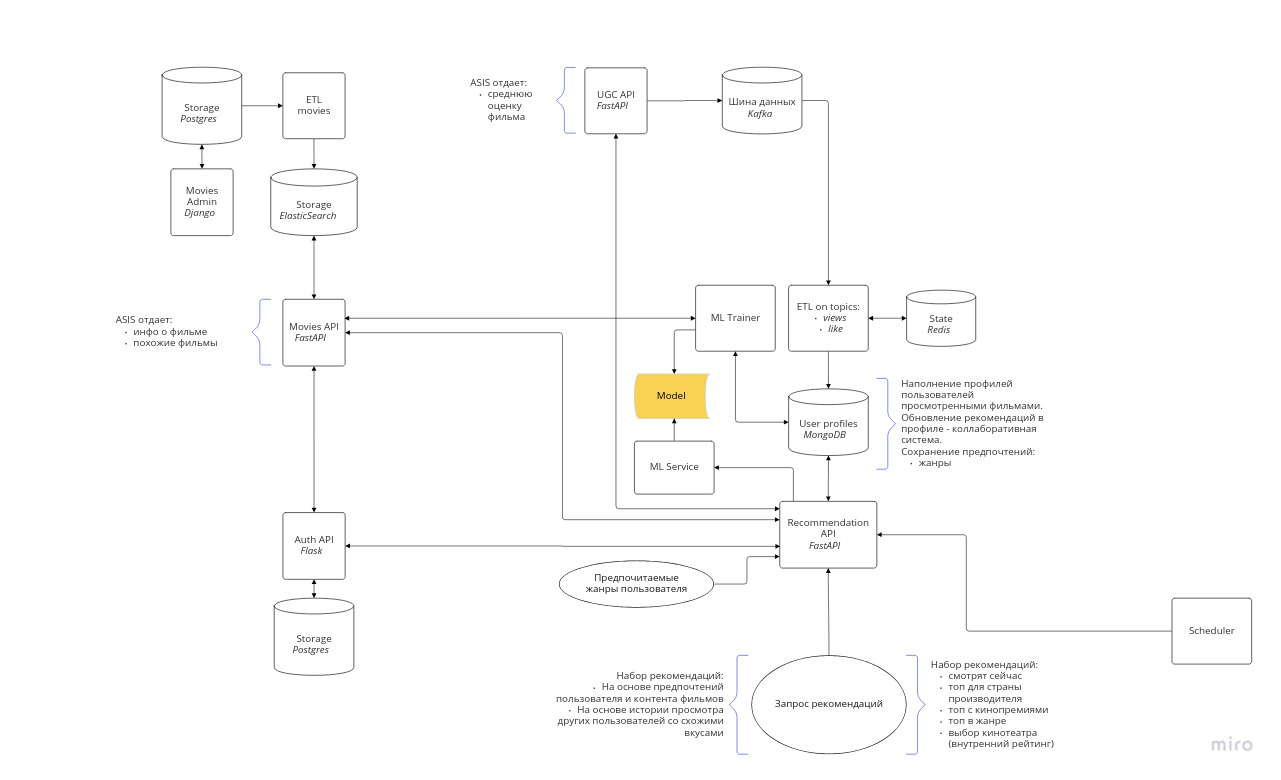 Storage
Postgres
ETL
movies
ASIS отдает:
· среднюю
оценку
фильма
UGC API
FastAPI
Шина данных
Kafka
Movies
Admin
Django
Storage
ElasticSearch
ASIS отдает:
· инфо о фильме
· похожие фильмы
Movies API
FastAPI
ML Trainer
ETL on topics:
· views
· like
State
Redis
Model
User profiles
MongoDB
Наполнение профилей
пользователей
просмотренными фильмами.
Обновление рекомендаций в
профиле - коллаборативная
система.
Сохранение предпочтений:
· жанры
ML Service
Recommendation
API
FastAPI
Auth API
Flask
Предпочитаемые
жанры пользователя
Storage
Postgres
Scheduler
Набор рекомендаций:
· На основе предпочтений
пользователя и контента фильмов
· На основе истории просмотра
других пользователей со схожими
вкусами
Запрос рекомендаций
Набор рекомендаций:
· смотрят сейчас
· топ для страны
производителя
· топ с кинопремиями
· топ в жанре
· выбор кинотеатра
(внутренний рейтинг)
miro